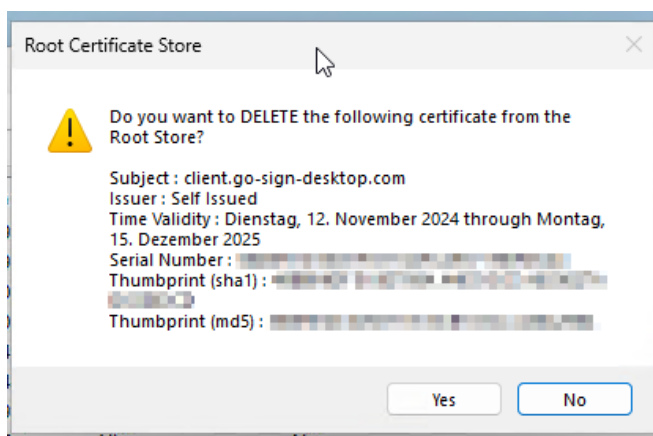 Root Certificate Store
Do you want to DELETE the following certificate from the
Root Store?
Subject : client.go-sign-desktop.com
Issuer : Self Issued
Time Validity : Dienstag, 12. November 2024 through Montag,
15. Dezember 2025
Serial Number :
Thumbprint (sha1) :
Thumbprint (md5) :
Yes
No